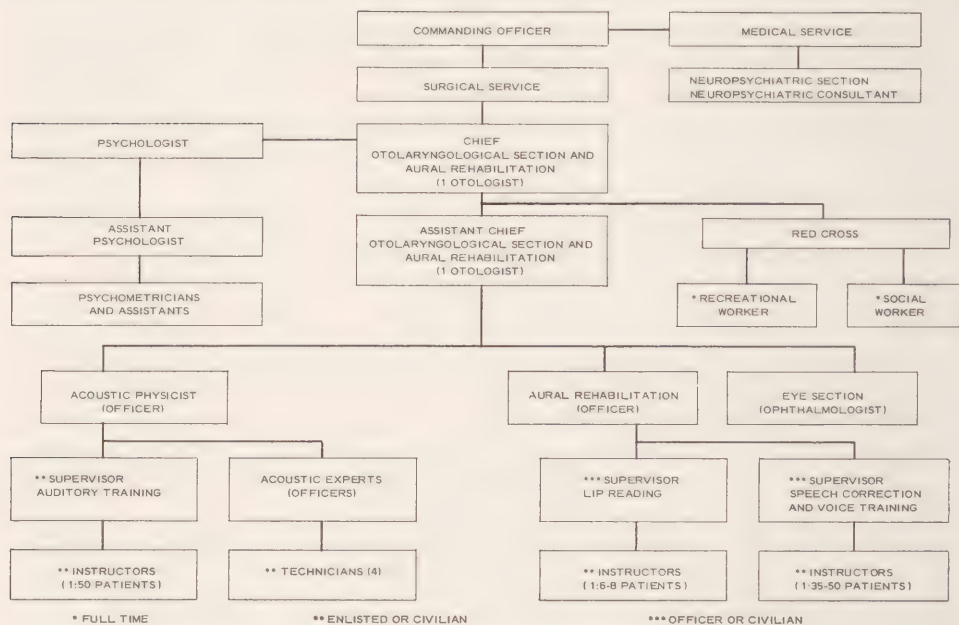 COMMANDING OFFICER
MEDICAL SERVICE
SURGICAL SERVICE
NEUROPSYCHIATRIC SECTION
NEUROPSYCHIATRIC CONSULTANT
PSYCHOLOGIST
CHIEF
OTOLARYNGOLOGICAL SECTION AND
AURAL REHABILITATION
(1 OTOLOGIST)
ASSISTANT
PSYCHOLOGIST
ASSISTANT CHIEF
OTOLARYNGOLOGICAL SECTION AND
AURAL REHABILITATION
(1 OTOLOGIST)
RED CROSS
PSYCHOMETRICIANS
AND ASSISTANTS
* RECREATIONAL
WORKER
* SOCIAL
WORKER
ACOUSTIC PHYSICIST
(OFFICER)
AURAL REHABILITATION
(OFFICER)
EYE SECTION
(OPHTHALMOLOGIST)
** SUPERVISOR
AUDITORY TRAINING
ACOUSTIC EXPERTS
(OFFICERS)
*** SUPERVISOR
LIP READING
*** SUPERVISOR
SPEECH CORRECTION
AND VOICE TRAINING
** INSTRUCTORS
(1:50 PATIENTS)
** TECHNICIANS (4)
** INSTRUCTORS
(1:6-8 PATIENTS)
** INSTRUCTORS
(1:35-50 PATIENTS)
* FULL TIME
** ENLISTED OR CIVILIAN
*** OFFICER OR CIVILIAN